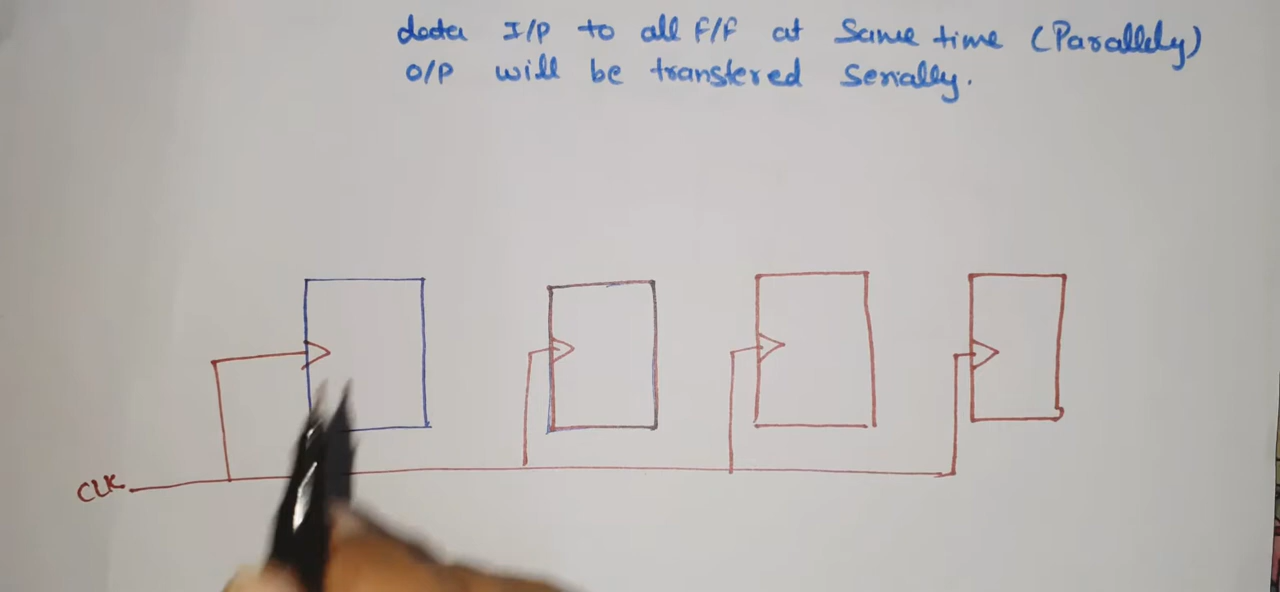 data I/P to all F/F at Same time (Parallely)
O/P will be transfered Serially.
CLK